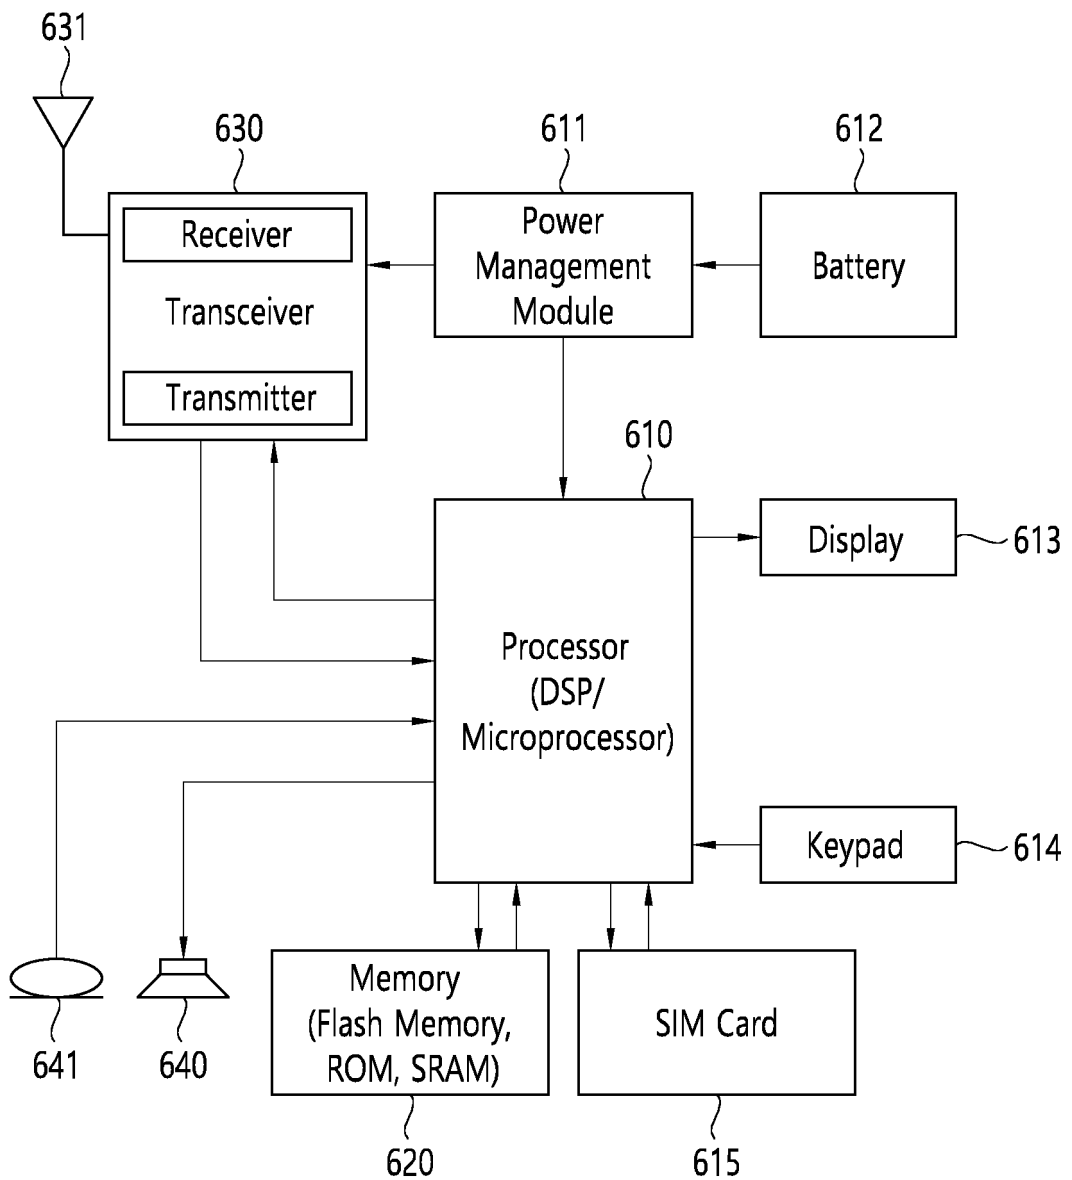 631
630
611
612
Receiver
Transceiver
Transmitter
Power
Management
Module
Battery
610
Display
613
Processor
(DSP/
Microprocessor)
Keypad
614
641
640
Memory
(Flash Memory,
ROM, SRAM)
SIM Card
620
615